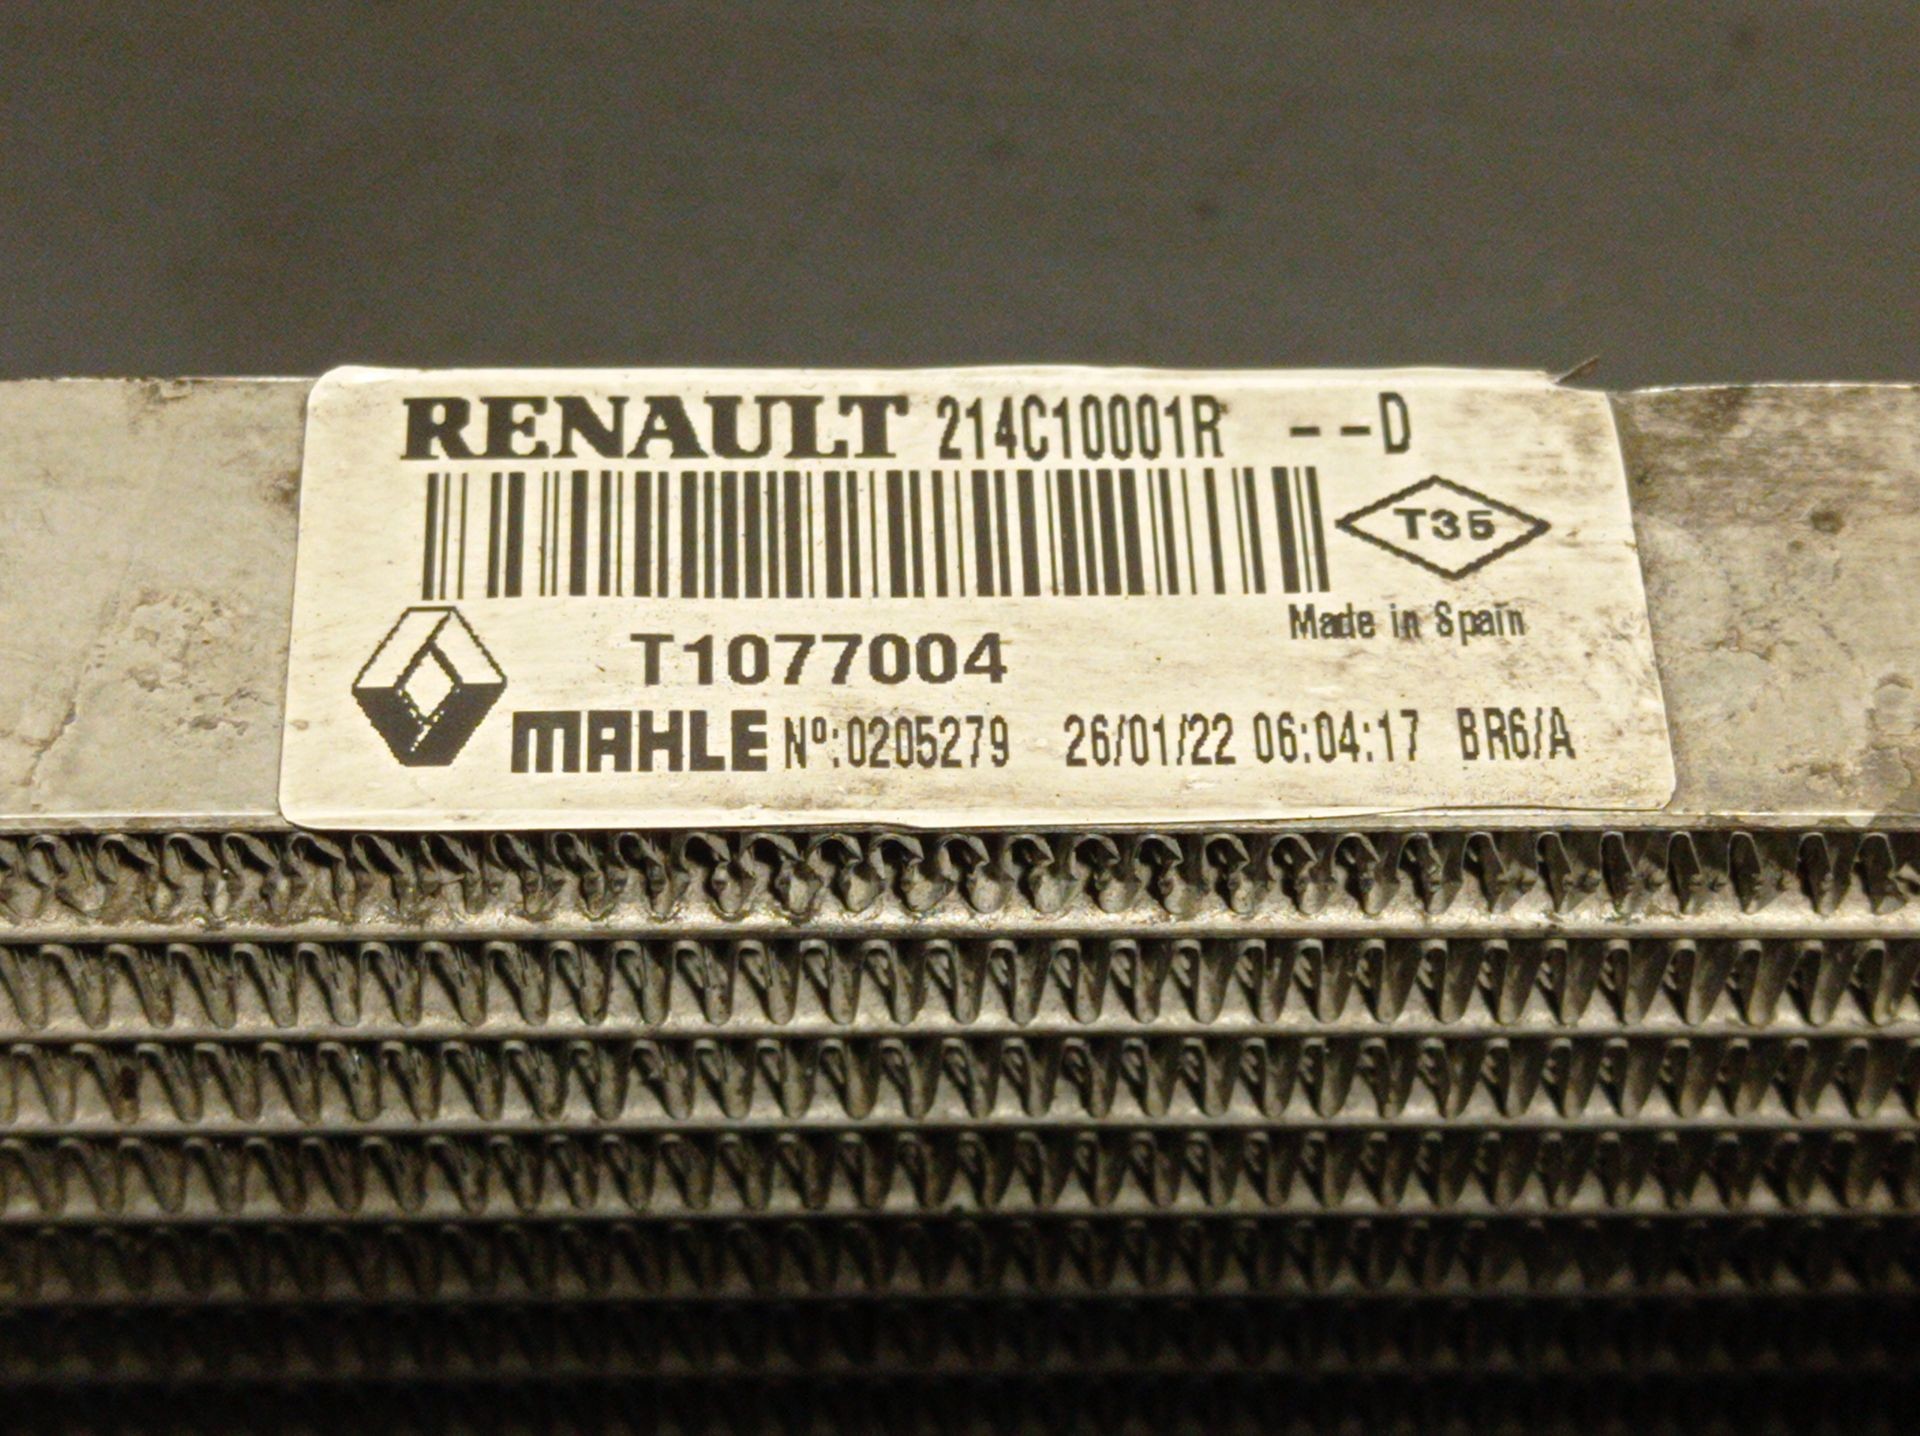 RENAULT 214C10001R --D
T35
Made in Spain
T1077004
MAHLE Nº:0205279 26/01/22 06:04:17 BR6/A